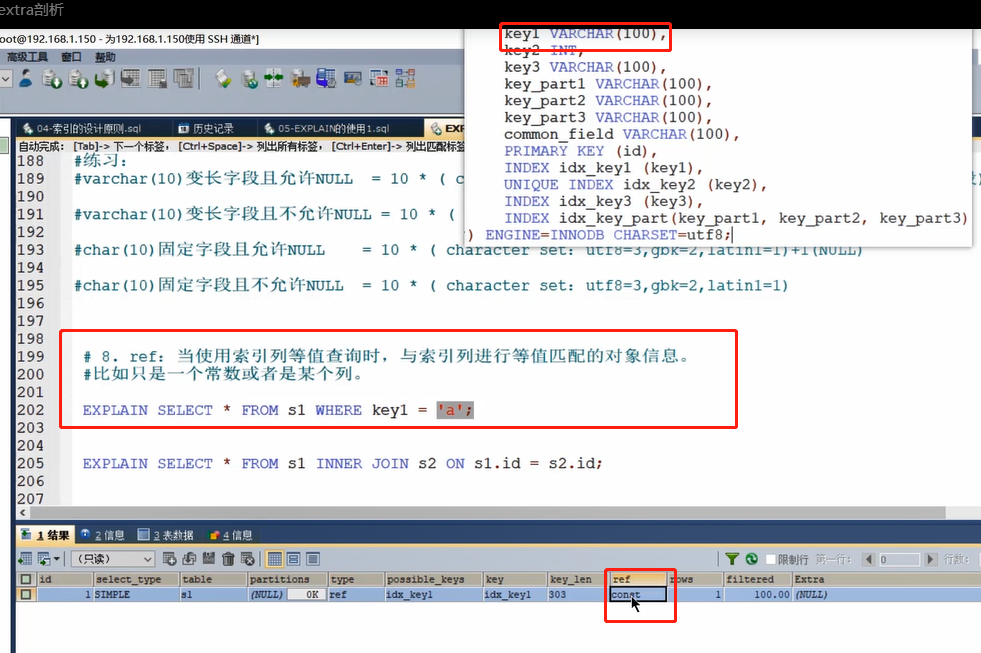 extra剖析
oot@192.168.1.150 - 为192.168.1.150使用 SSH 通道*]
高级工具 窗口 帮助
key1 VARCHAR(100),
key2 INT,
key3 VARCHAR(100),
key_part1 VARCHAR(100),
key_part2 VARCHAR(100),
key_part3 VARCHAR(100),
common_field VARCHAR(100),
PRIMARY KEY (id),
INDEX idx_key1 (key1),
UNIQUE INDEX idx_key2 (key2),
INDEX idx_key3 (key3),
INDEX idx_key_part(key_part1, key_part2, key_part3)
) ENGINE=INNODB CHARSET=utf8;
04-索引的设计原则.sql 历史记录 05-EXPLAIN的使用1.sql EXP
自动完成: [Tab]-> 下一个标签, [Ctrl+Space]-> 列出所有标签, [Ctrl+Enter]-> 列出匹配标签
188 #练习:
189 #varchar(10)变长字段且允许NULL = 10 * ( c
190
191 #varchar(10)变长字段且不允许NULL = 10 * (
192
193 #char(10)固定字段且允许NULL = 10 * ( character set: utf8=3,gbk=2,latin1=1)+1(NULL)
194
195 #char(10)固定字段且不允许NULL = 10 * ( character set: utf8=3,gbk=2,latin1=1)
196
197
198
199 # 8. ref: 当使用索引列等值查询时，与索引列进行等值匹配的对象信息。
200 #比如只是一个常数或者是某个列。
201
202 EXPLAIN SELECT * FROM s1 WHERE key1 = 'a';
203
204
205 EXPLAIN SELECT * FROM s1 INNER JOIN s2 ON s1.id = s2.id;
206
207
1 结果 2 信息 3 表数据 4 信息
(只读) 限制行 第一行: 0 行数:
id select_type table partitions type possible_keys key key_len ref rows filtered Extra
1 SIMPLE s1 (NULL) 0K ref idx_key1 idx_key1 303 const 1 100.00 (NULL)